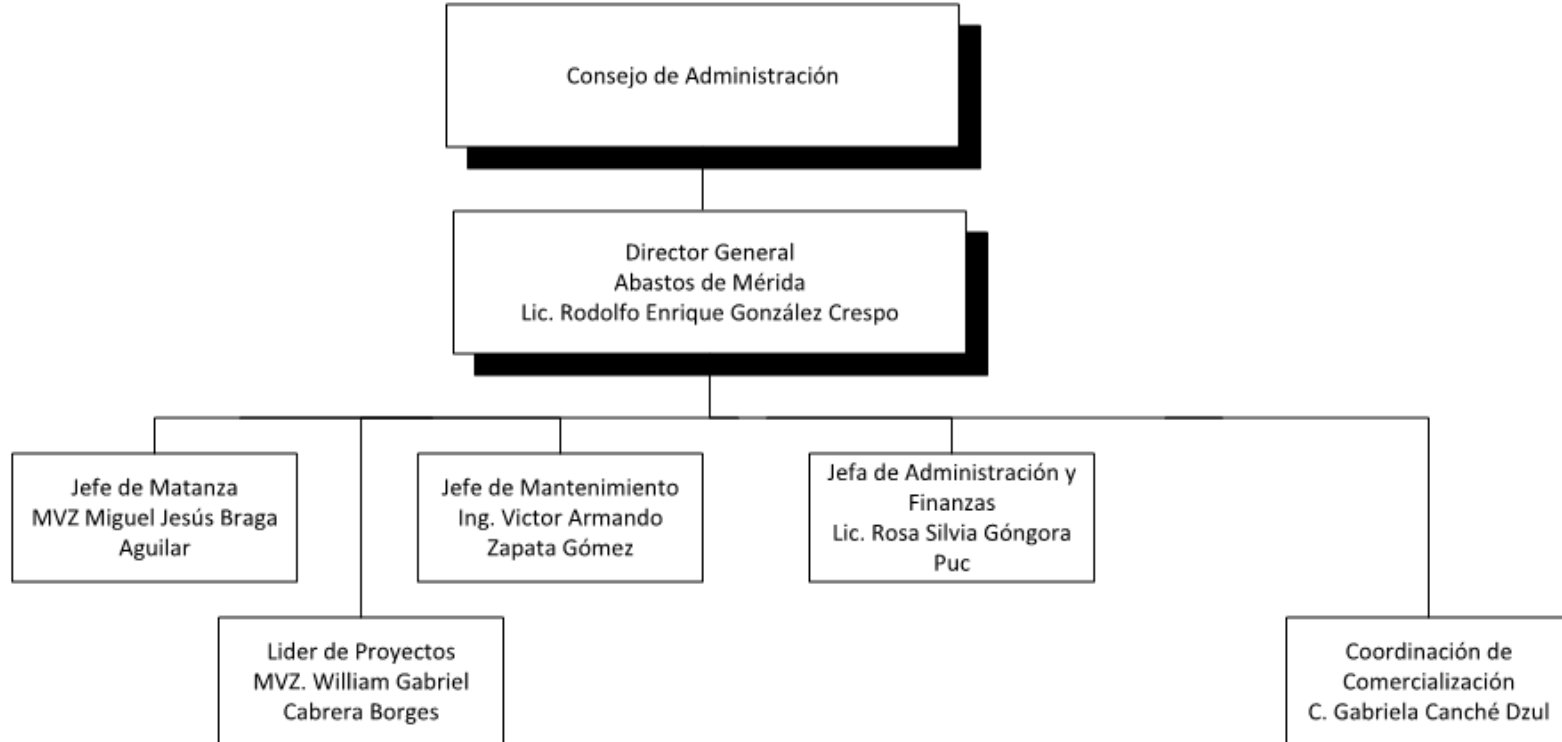 Consejo de Administración
Director General
Abastos de Mérida
Lic. Rodolfo Enrique González Crespo
Jefe de Matanza
MVZ Miguel Jesús Braga
Aguilar
Jefe de Mantenimiento
Ing. Victor Armando
Zapata Gómez
Jefa de Administración y
Finanzas
Lic. Rosa Silvia Góngora
Puc
Lider de Proyectos
MVZ. William Gabriel
Cabrera Borges
Coordinación de
Comercialización
C. Gabriela Canché Dzul